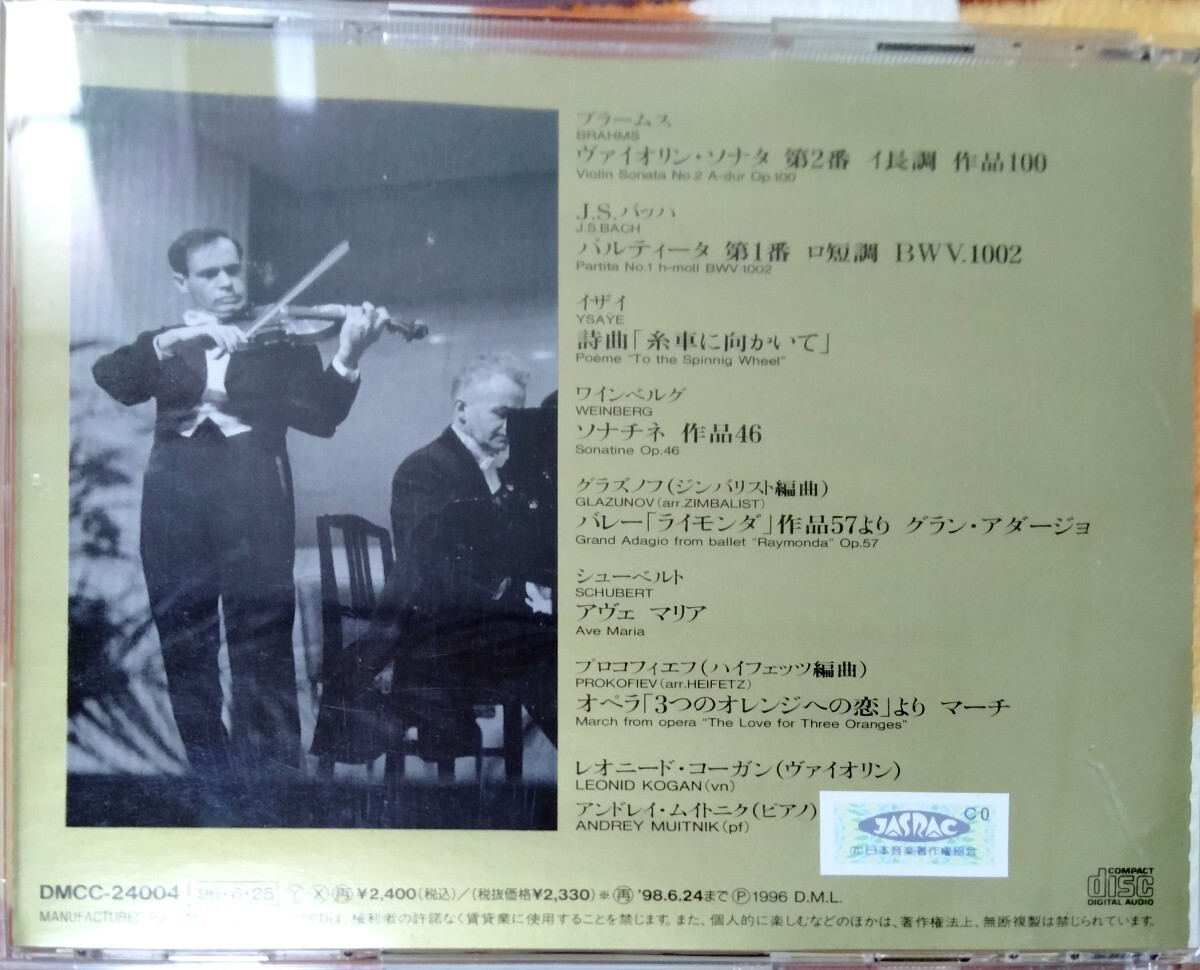 ブラームス
BRAHMS
ヴァイオリン・ソナタ 第2番 イ長調 作品100
Violin Sonata No.2 A-dur Op.100
J.S.バッハ
J.S.BACH
パルティータ 第1番 ロ短調 BWV.1002
Partita No.1 h-moll BWV.1002
イザイ
YSAYE
詩曲「糸車に向かいて」
Poéme "To the Spinnig Wheel"
ワインベルグ
WEINBERG
ソナチネ 作品46
Sonatine Op.46
グラズノフ(ジンバリスト編曲)
GLAZUNOV(arr.ZIMBALIST)
バレー「ライモンダ」作品57より グラン・アダージョ
Grand Adagio from ballet "Raymonda" Op.57
シューベルト
SCHUBERT
アヴェ マリア
Ave Maria
プロコフィエフ(ハイフェッツ編曲)
PROKOFIEV(arr.HEIFETZ)
オペラ「3つのオレンジへの恋」より マーチ
March from opera "The Love for Three Oranges"
レオニード・コーガン(ヴァイオリン)
LEONID KOGAN(vn)
アンドレイ・ムイトニク(ピアノ)
ANDREY MUITNIK(pf)
JASRAC CO
(社)日本音楽著作権協会
DMCC-24004 '96・6・25 Ⓨ Ⓧ ㊞ ¥2,400(税込)/(税抜価格¥2,330)※ 再 '98.6.24まで Ⓟ1996 D.M.L.
COMPACT
disc
DIGITAL AUDIO
MANUFACTURED は、権利者の許諾なく賃貸業に使用することを禁じます。また、個人的に楽しむなどのほかは、著作権法上、無断複製は禁じられています。